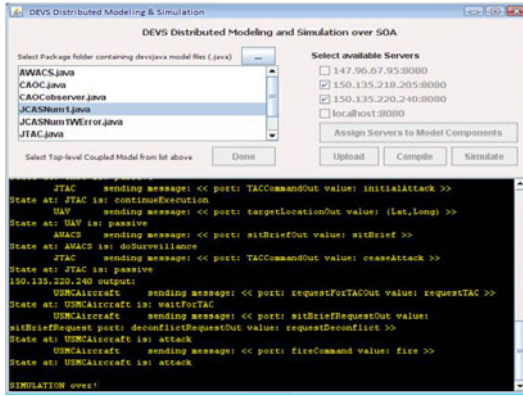 DEVS Distributed Modeling & Simulation
DEVS Distributed Modeling and Simulation over SOA
Select Package folder containing devsjava model files (.java)
...
Select available Servers
AWACS.java
CAOC.java
CAOCobserver.java
JCASNum1.java
JCASNum1WError.java
JTAC.java
147.96.67.95:8080
150.135.218.205:8080
150.135.220.240:8080
localhost:8080
Assign Servers to Model Components
Select Top-level Coupled Model from list above
Done
Upload
Compile
Simulate
JTAC sending message: << port: TACCommandOut value: initialAttack >>
State at: JTAC is: continueExecution
UAV sending message: << port: targetLocationOut value: (Lat,Long) >>
State at: UAV is: passive
AWACS sending message: << port: sitBriefOut value: sitBrief >>
State at: AWACS is: doSurveillance
JTAC sending message: << port: TACCommandOut value: ceaseAttack >>
State at: JTAC is: passive
150.135.220.240 output:
USMCAircraft sending message: << port: requestForTACOut value: requestTAC >>
State at: USMCAircraft is: waitForTAC
USMCAircraft sending message: << port: sitBriefRequestOut value:
sitBriefRequest port: deconflictRequestOut value: requestDeconflict >>
State at: USMCAircraft is: attack
USMCAircraft sending message: << port: fireCommand value: fire >>
State at: USMCAircraft is: attack
SIMULATION over!